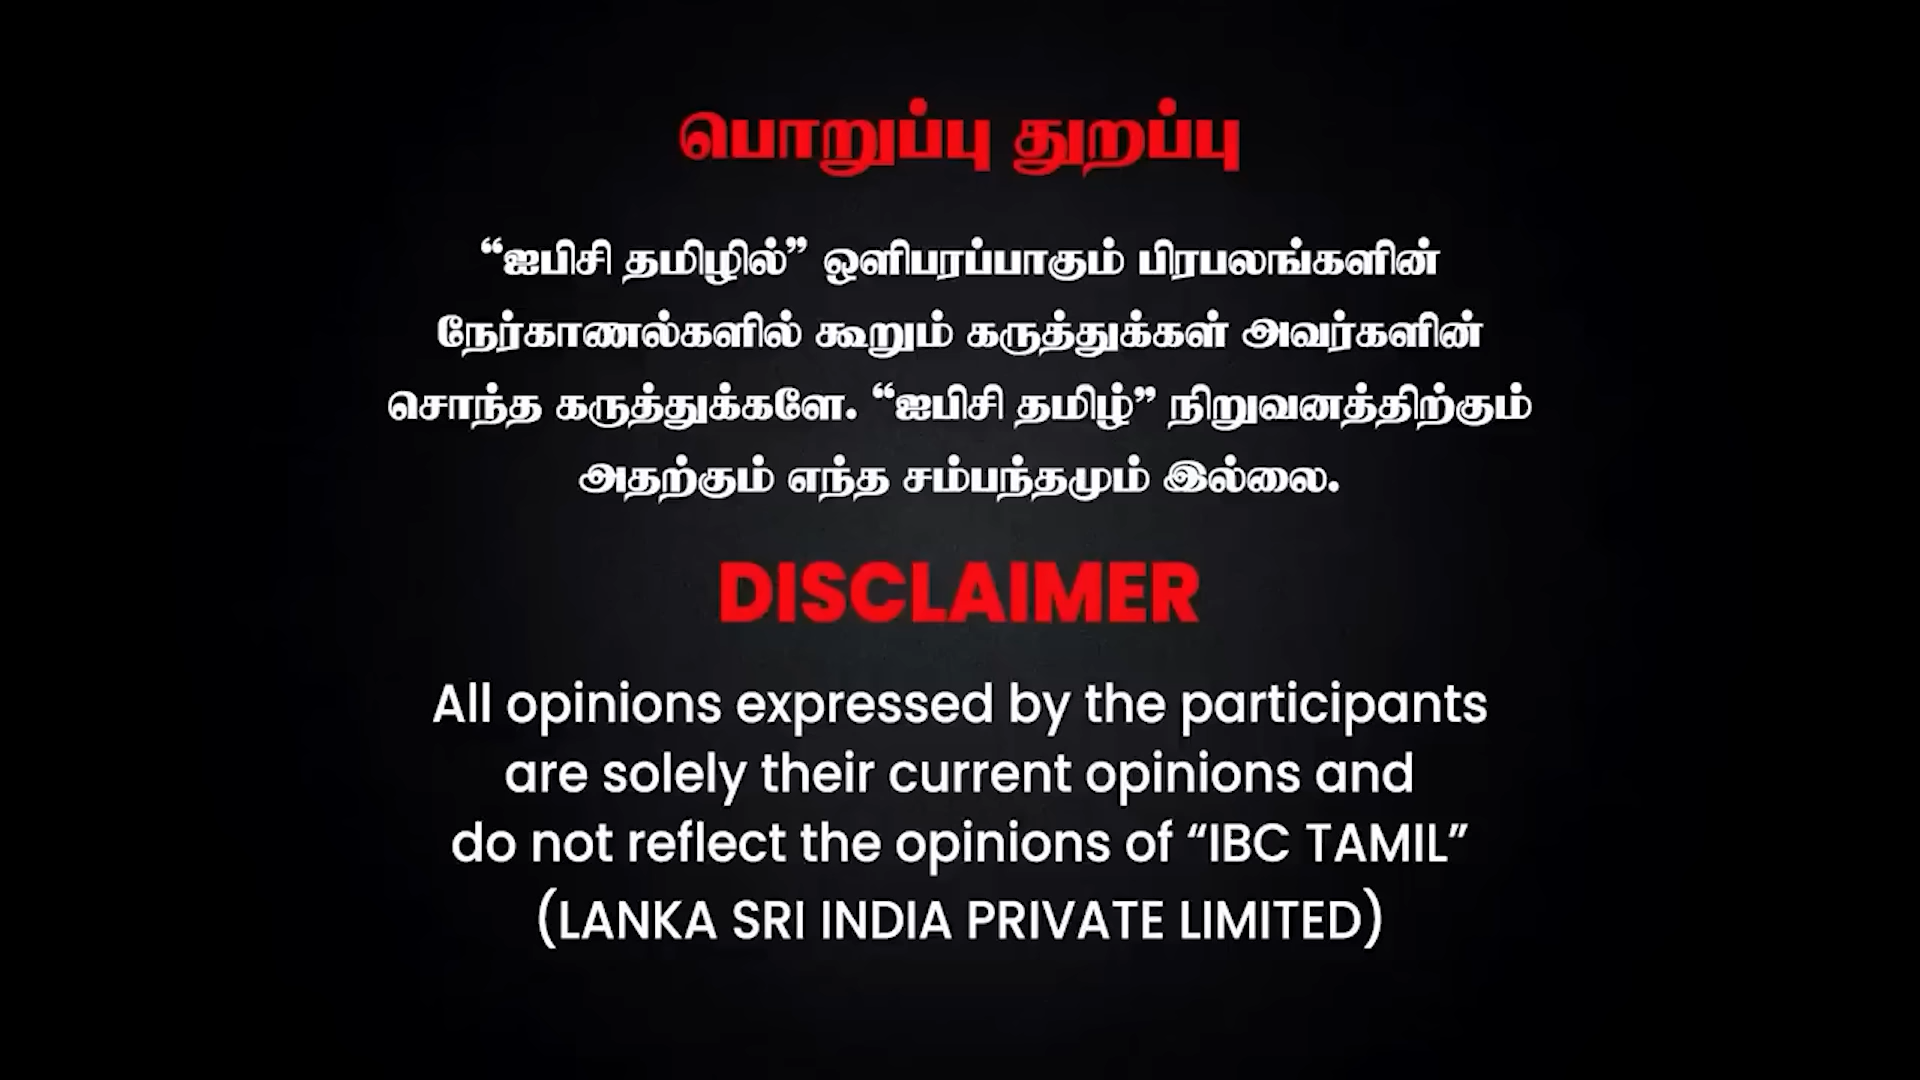 பொறுப்பு துறப்பு
“ஐபிசி தமிழில்” ஒளிபரப்பாகும் பிரபலங்களின்
நேர்காணல்களில் கூறும் கருத்துக்கள் அவர்களின்
சொந்த கருத்துக்களே. “ஐபிசி தமிழ்” நிறுவனத்திற்கும்
அதற்கும் எந்த சம்பந்தமும் இல்லை.
DISCLAIMER
All opinions expressed by the participants
are solely their current opinions and
do not reflect the opinions of “IBC TAMIL”
(LANKA SRI INDIA PRIVATE LIMITED)